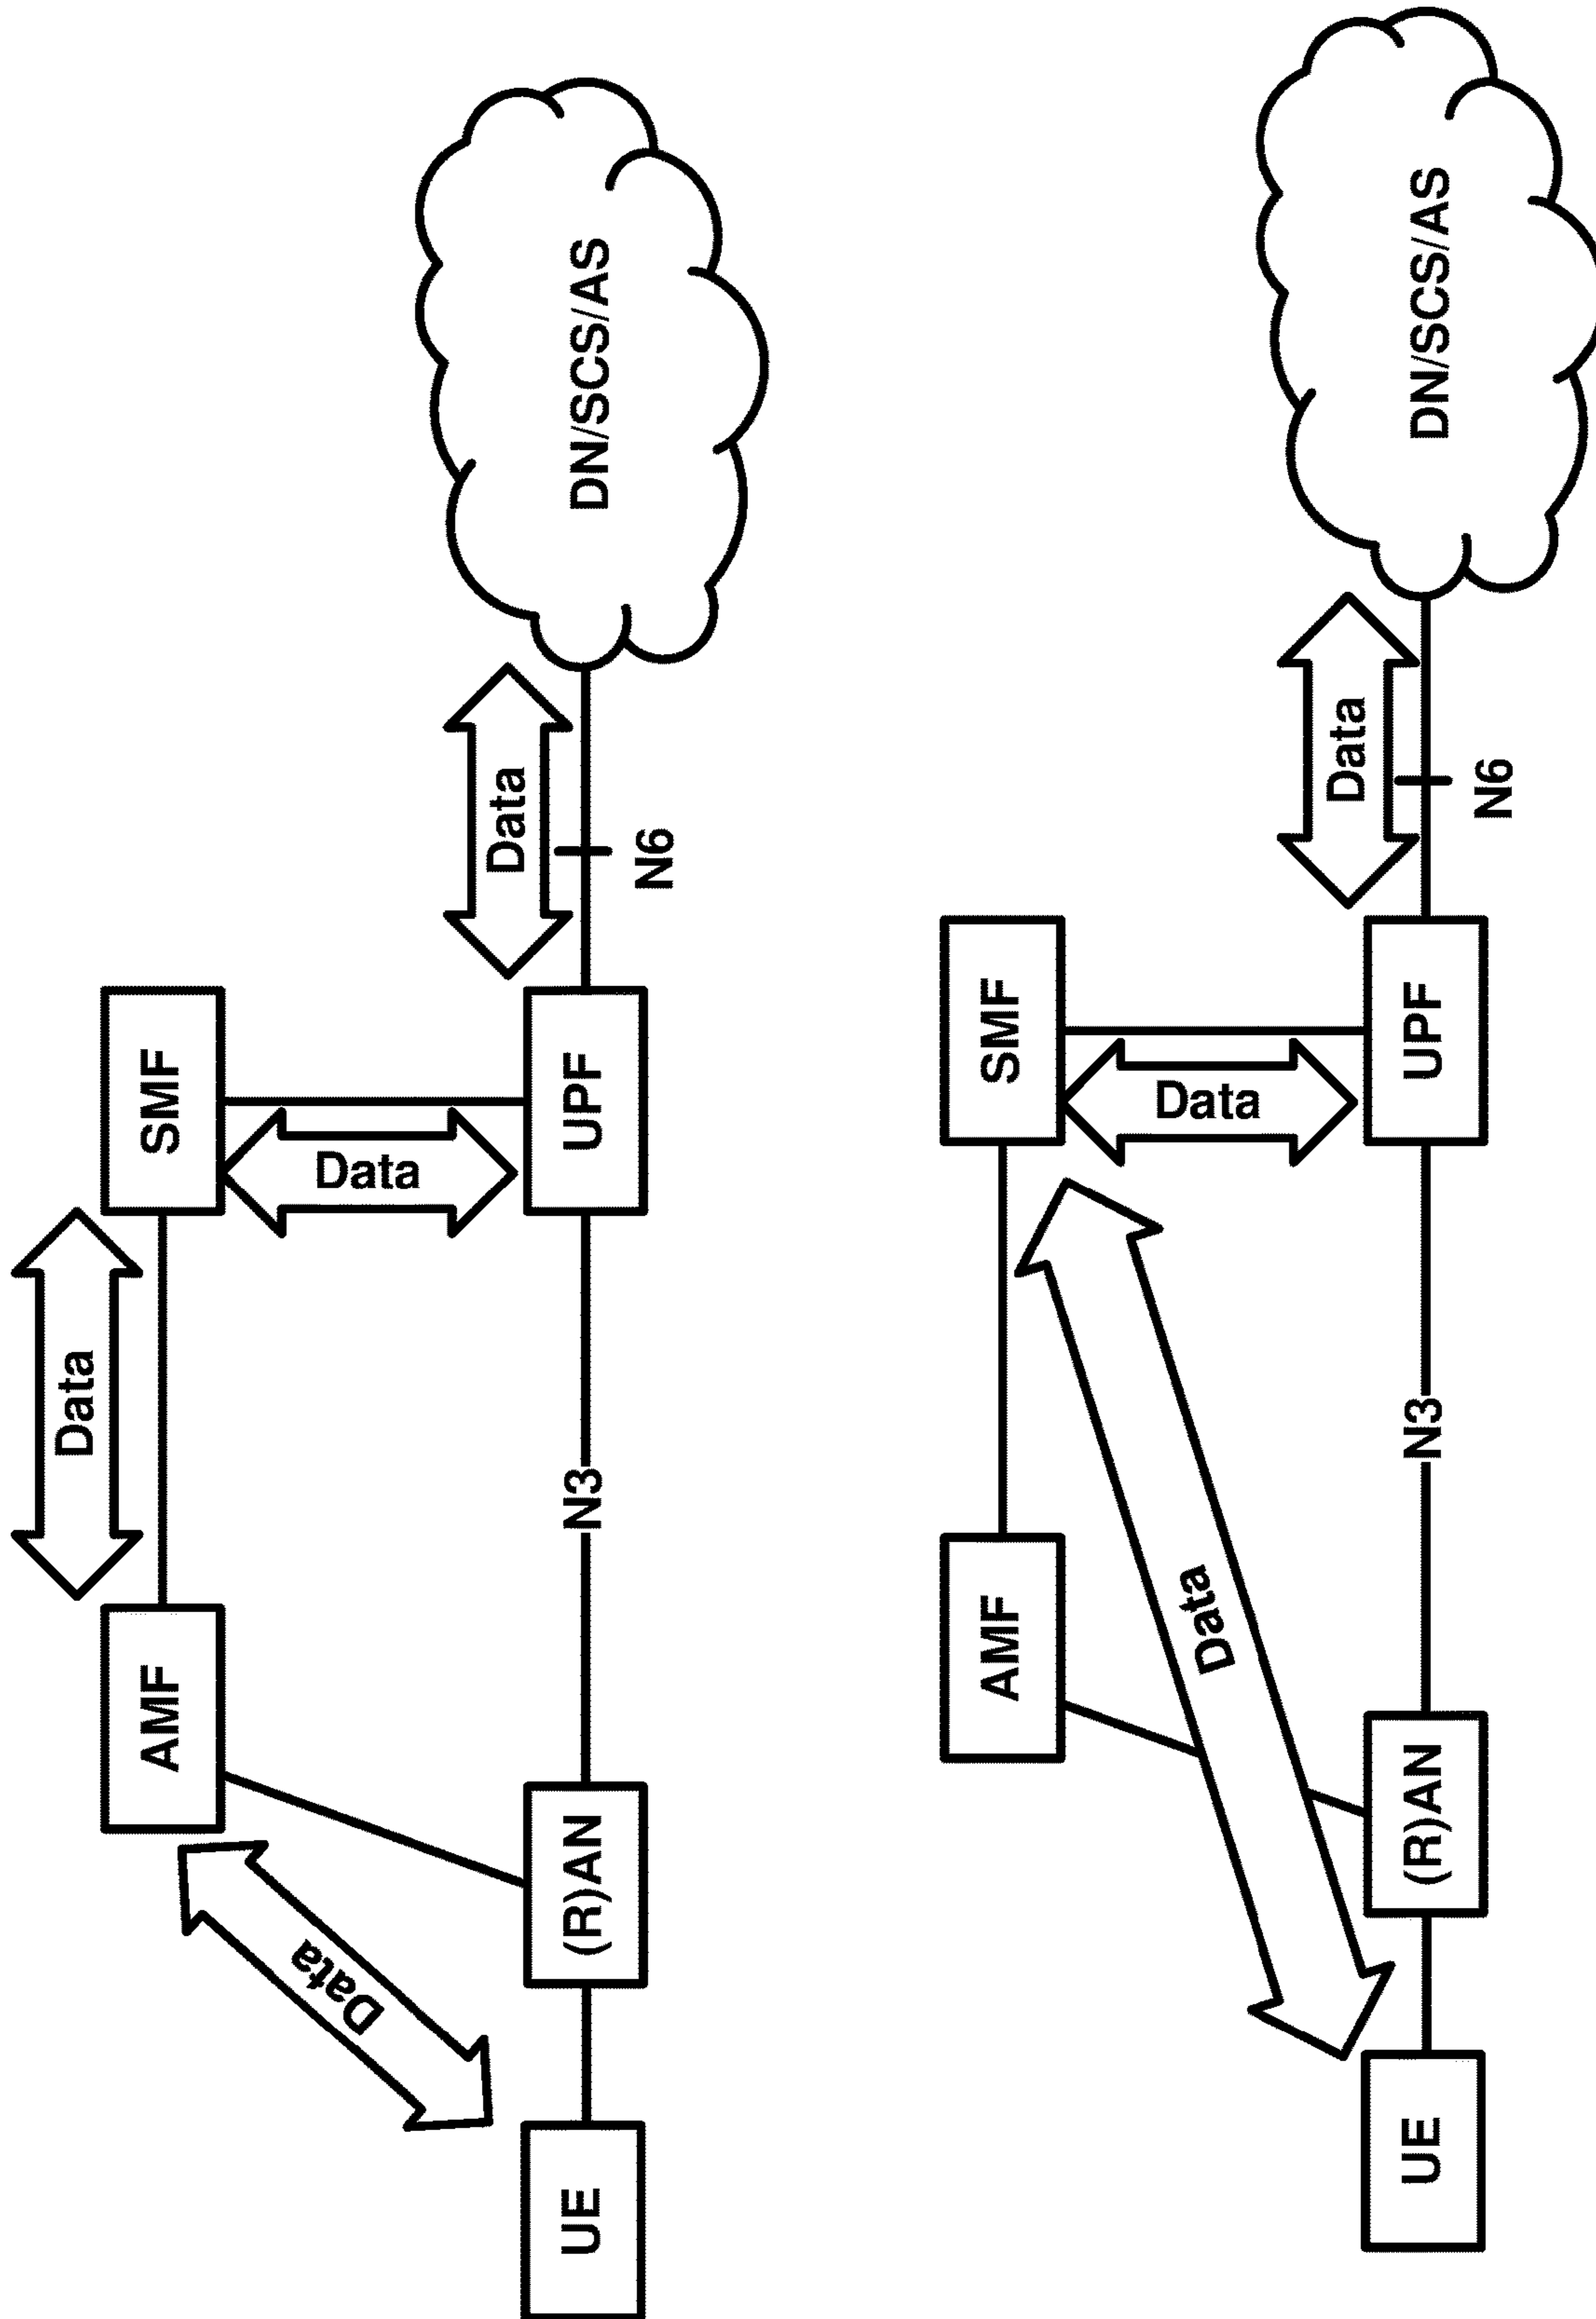 Data
AMF
SMF
Data
Data
Data
UE
(R)AN
N3
UPF
DN/SCS/AS
N6
AMF
SMF
Data
Data
Data
UE
(R)AN
N3
UPF
DN/SCS/AS
N6